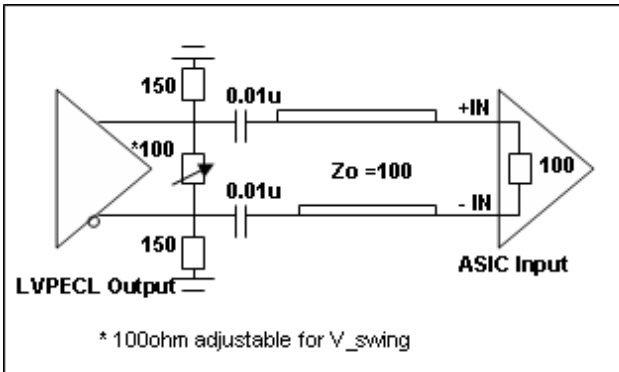 150
0.01u
+IN
*100
100
Zo =100
0.01u
- IN
150
ASIC Input
LVPECL Output
* 100ohm adjustable for V_swing